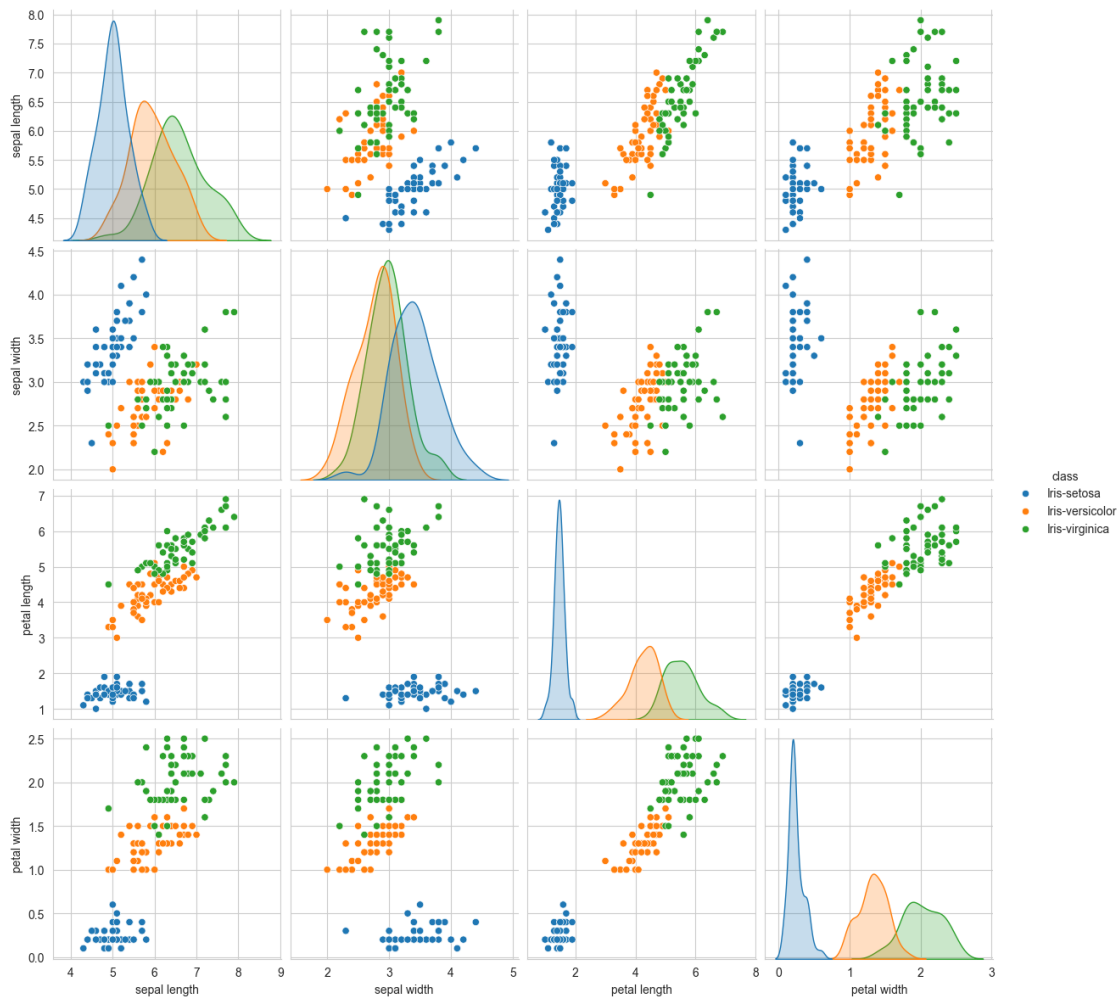 8.0
7.5
7.0
6.5
6.0
5.5
5.0
4.5
sepal length
4.5
4.0
3.5
3.0
2.5
2.0
sepal width
class
Iris-setosa
Iris-versicolor
Iris-virginica
7
6
5
4
3
2
1
petal length
2.5
2.0
1.5
1.0
0.5
0.0
petal width
4 5 6 7 8 9
2 3 4 5
2 4 6 8
0 1 2 3
sepal length sepal width petal length petal width